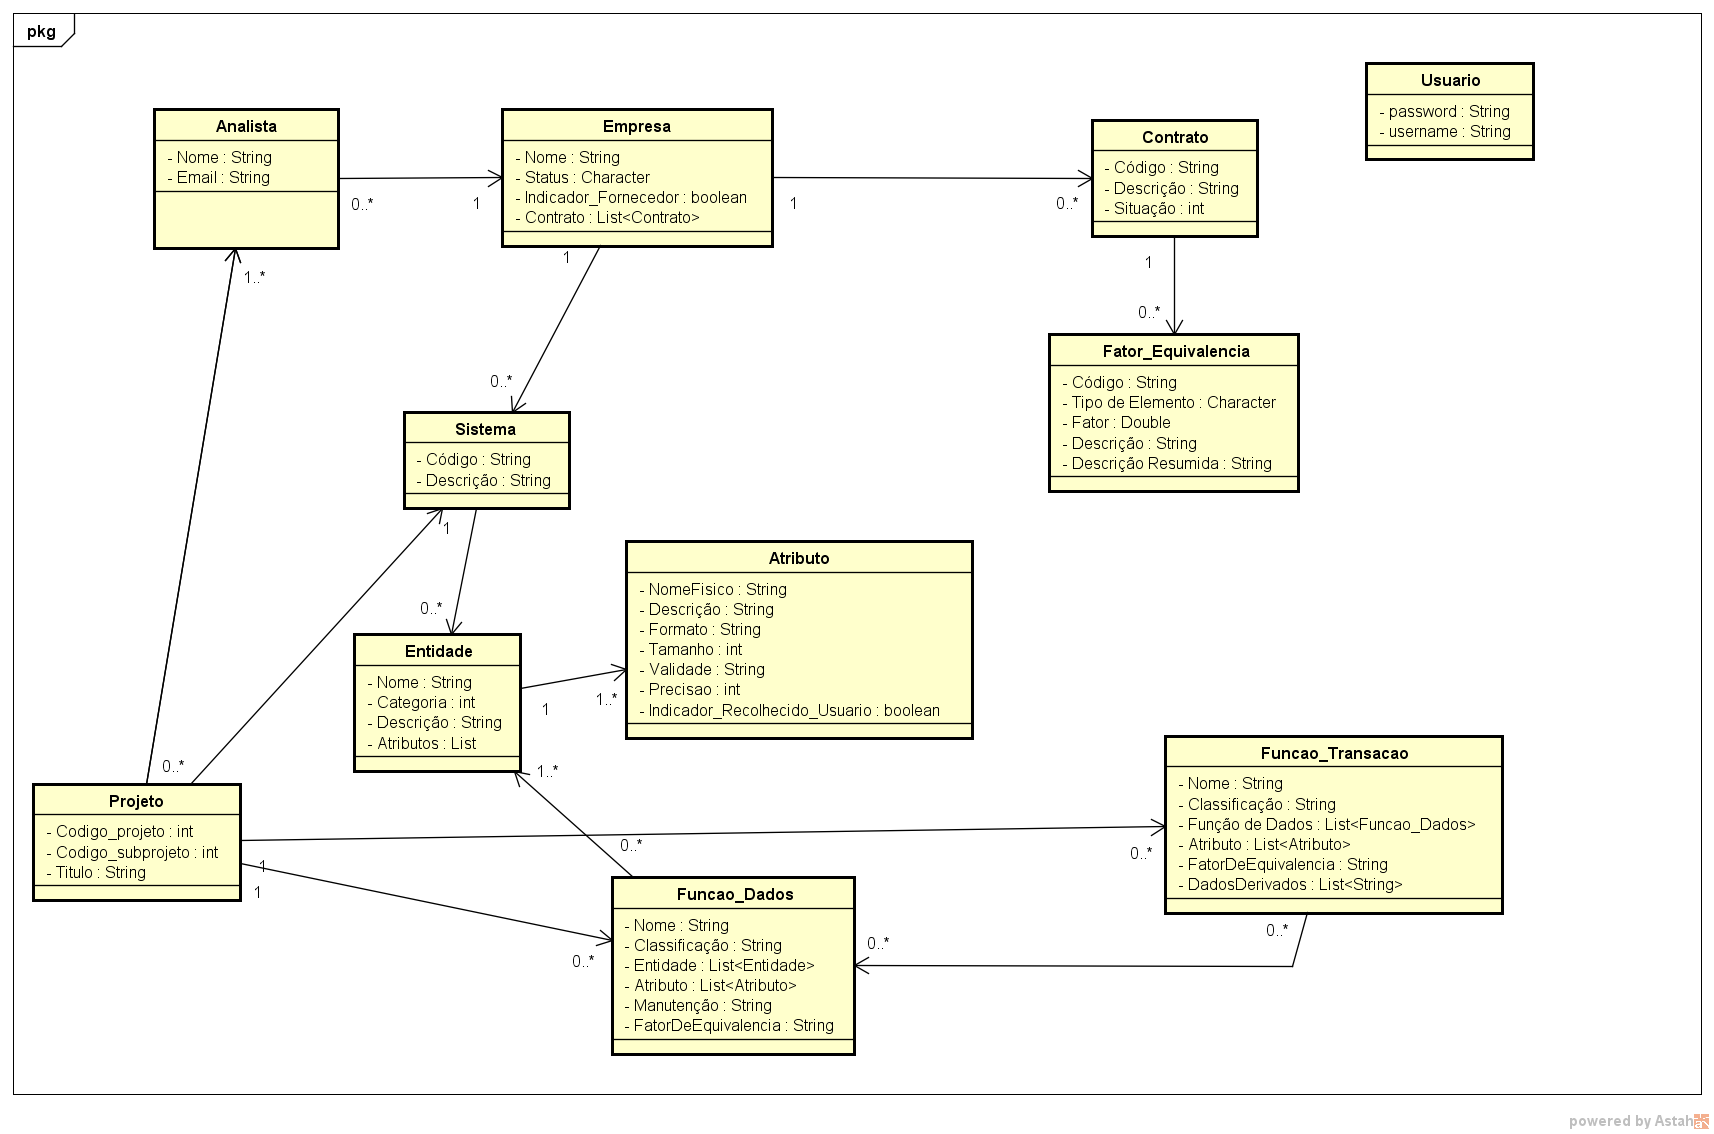 pkg
Usuario
- password : String
- username : String
Analista
- Nome : String
- Email : String
Empresa
- Nome : String
- Status : Character
- Indicador_Fornecedor : boolean
- Contrato : List<Contrato>
Contrato
- Código : String
- Descrição : String
- Situação : int
0..*
1
1
0..*
1..*
1
1
0..*
0..*
Fator_Equivalencia
- Código : String
- Tipo de Elemento : Character
- Fator : Double
- Descrição : String
- Descrição Resumida : String
Sistema
- Código : String
- Descrição : String
1
0..*
Atributo
- NomeFisico : String
- Descrição : String
- Formato : String
- Tamanho : int
- Validade : String
- Precisao : int
- Indicador_Recolhecido_Usuario : boolean
Entidade
- Nome : String
- Categoria : int
- Descrição : String
- Atributos : List
1
1..*
1..*
0..*
Projeto
- Codigo_projeto : int
- Codigo_subprojeto : int
- Titulo : String
1
1
0..*
0..*
0..*
Funcao_Transacao
- Nome : String
- Classificação : String
- Função de Dados : List<Funcao_Dados>
- Atributo : List<Atributo>
- FatorDeEquivalencia : String
- DadosDerivados : List<String>
Funcao_Dados
- Nome : String
- Classificação : String
- Entidade : List<Entidade>
- Atributo : List<Atributo>
- Manutenção : String
- FatorDeEquivalencia : String
0..*
0..*
powered by Astah